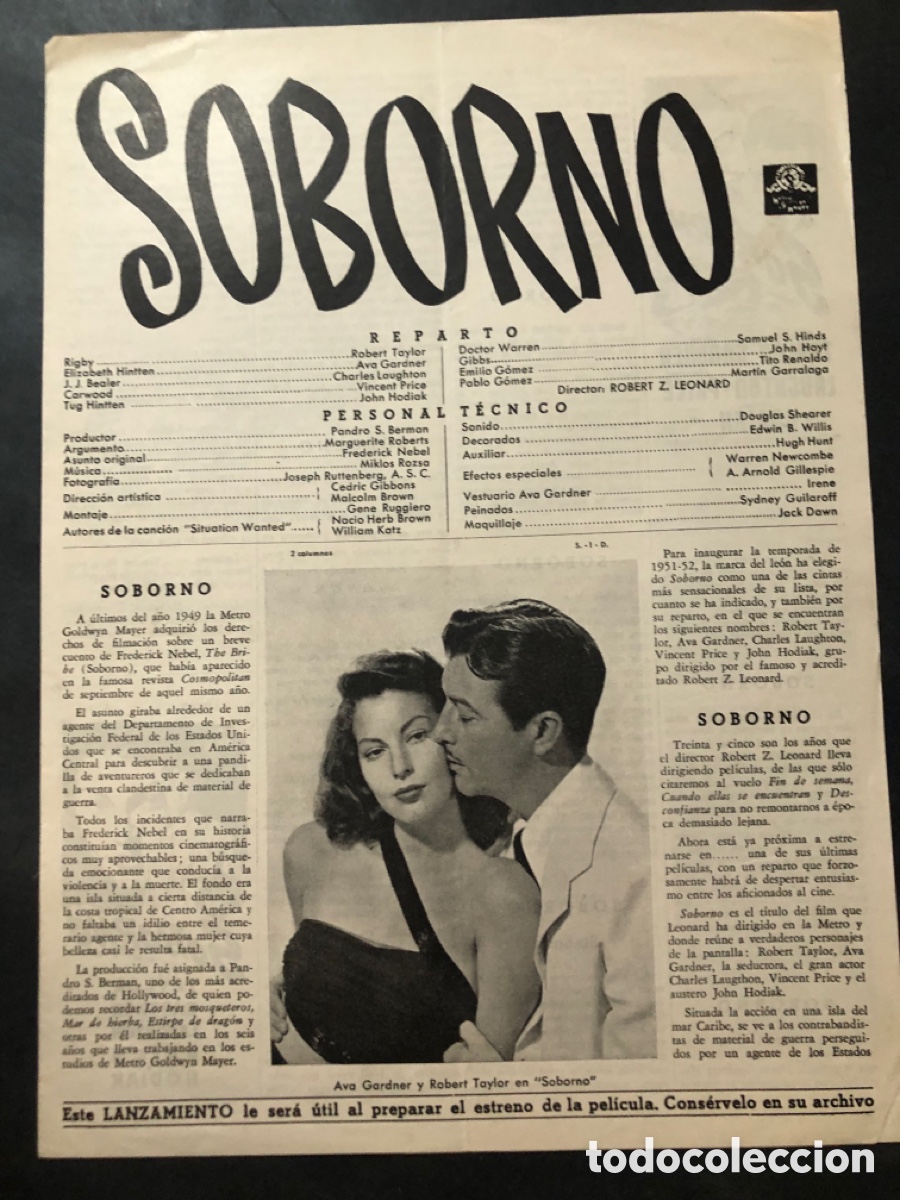 SOBORNO
REPARTO
Rigby Robert Taylor
Elizabeth Hintten Ava Gardner
J. J. Bealer Charles Laughton
Carwood Vincent Price
Tug Hintten John Hodiak
Doctor Warren Samuel S. Hinds
Gibbs John Hoyt
Emilio Gómez Tito Renaldo
Pablo Gómez Martín Garralaga
Director: ROBERT Z. LEONARD
PERSONAL TÉCNICO
Productor Pandro S. Berman
Argumento Marguerite Roberts
Asunto original Frederick Nebel
Música Miklos Rozsa
Fotografía Joseph Ruttenberg, A. S. C.
Dirección artística { Cedric Gibbons
Malcolm Brown
Montaje Gene Ruggiero
Autores de la canción "Situation Wanted" { Nacio Herb Brown
William Katz
Sonido Douglas Shearer
Decorados Edwin B. Willis
Auxiliar Hugh Hunt
Efectos especiales { Warren Newcombe
A. Arnold Gillespie
Vestuario Ava Gardner Irene
Peinados Sydney Guilaroff
Maquillaje Jack Dawn
SOBORNO
A últimos del año 1949 la Metro
Goldwyn Mayer adquirió los dere-
chos de filmación sobre un breve
cuento de Frederick Nebel, The Bri-
be (Soborno), que había aparecido
en la famosa revista Cosmopolitan
de septiembre de aquel mismo año.
El asunto giraba alrededor de un
agente del Departamento de Inves-
tigación Federal de los Estados Uni-
dos que se encontraba en América
Central para descubrir a una pandi-
lla de aventureros que se dedicaban
a la venta clandestina de material de
guerra.
Todos los incidentes que narra-
ba Frederick Nebel en su historia
constituían momentos cinematográfi-
cos muy aprovechables; una búsque-
da emocionante que conducía a la
violencia y a la muerte. El fondo era
una isla situada a cierta distancia de
la costa tropical de Centro América y
no faltaba un idilio entre el teme-
rario agente y la hermosa mujer cuya
belleza casi le resulta fatal.
La producción fué asignada a Pan-
dro S. Berman, uno de los más acre-
ditados de Hollywood, de quien po-
demos recordar Los tres mosqueteros,
Mar de hierba, Estirpe de dragón y
otras por él realizadas en los seis
años que lleva trabajando en los es-
tudios de Metro Goldwyn Mayer.
2 columnas
S. -1- D.
Ava Gardner y Robert Taylor en "Soborno"
Para inaugurar la temporada de
1951-52, la marca del león ha elegi-
do Soborno como una de las cintas
más sensacionales de su lista, por
cuanto se ha indicado, y también por
su reparto, en el que se encuentran
los siguientes nombres: Robert Tay-
lor, Ava Gardner, Charles Laughton,
Vincent Price y John Hodiak, gru-
po dirigido por el famoso y acredi-
tado Robert Z. Leonard.
SOBORNO
Treinta y cinco son los años que
el director Robert Z. Leonard lleva
dirigiendo películas, de las que sólo
citaremos al vuelo Fin de semana,
Cuando ellas se encuentran y Des-
confianza para no remontarnos a épo-
ca demasiado lejana.
Ahora está ya próxima a estre-
narse en...... una de sus últimas
películas, con un reparto que forzo-
samente habrá de despertar entusias-
mo entre los aficionados al cine.
Soborno es el título del film que
Leonard ha dirigido en la Metro y
donde reúne a verdaderos personajes
de la pantalla: Robert Taylor, Ava
Gardner, la seductora, el gran actor
Charles Laugthon, Vincent Price y el
austero John Hodiak.
Situada la acción en una isla del
mar Caribe, se ve a los contrabandis-
tas de material de guerra persegui-
dos por un agente de los Estados
Este LANZAMIENTO le será útil al preparar el estreno de la película. Consérvelo en su archivo
todocoleccion